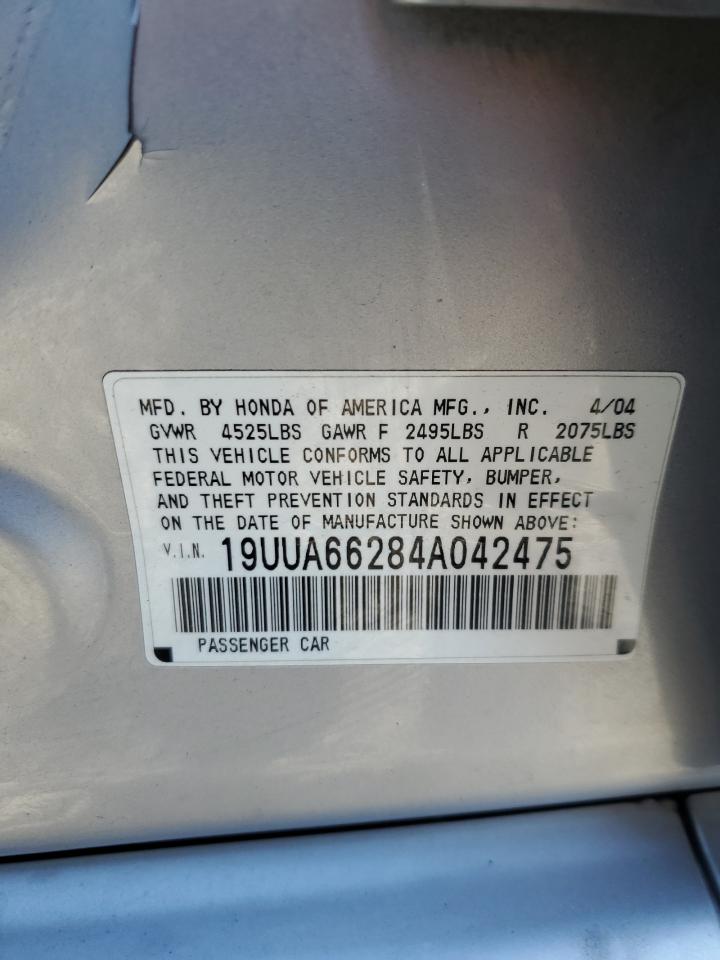 MFD. BY HONDA OF AMERICA MFG., INC. 4/04
GVWR 4525LBS GAWR F 2495LBS R 2075LBS
THIS VEHICLE CONFORMS TO ALL APPLICABLE
FEDERAL MOTOR VEHICLE SAFETY, BUMPER,
AND THEFT PREVENTION STANDARDS IN EFFECT
ON THE DATE OF MANUFACTURE SHOWN ABOVE:
V.I.N. 19UUA66284A042475
PASSENGER CAR